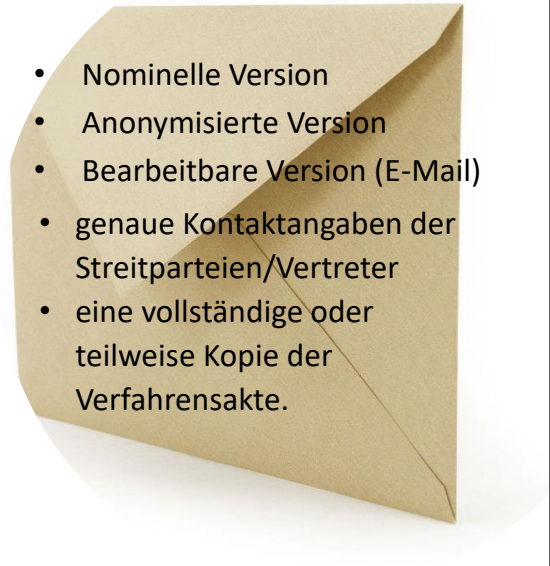 • Nominelle Version
• Anonymisierte Version
• Bearbeitbare Version (E-Mail)
• genaue Kontaktangaben der
Streitparteien/Vertreter
• eine vollständige oder
teilweise Kopie der
Verfahrensakte.